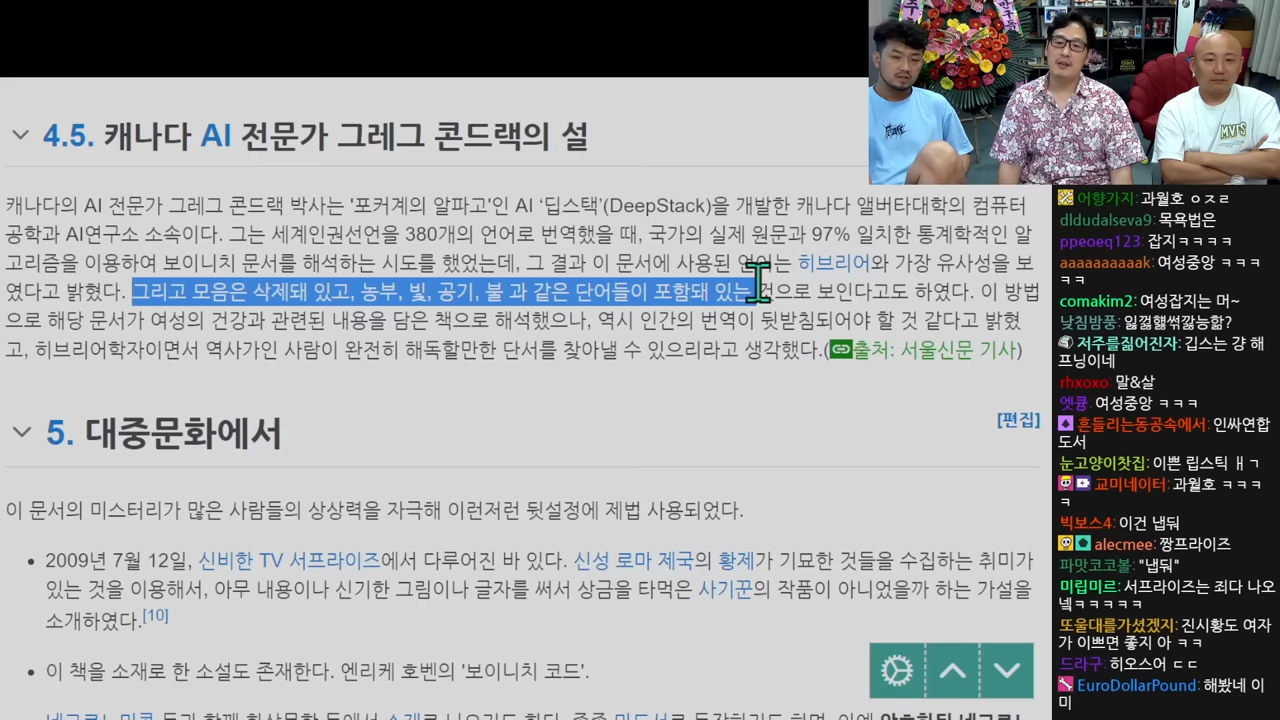 4.5. 캐나다 AI 전문가 그레그 콘드랙의 설
캐나다의 AI 전문가 그레그 콘드랙 박사는 '포커계의 알파고'인 AI ‘딥스택’(DeepStack)을 개발한 캐나다 앨버타대학의 컴퓨터
공학과 AI연구소 소속이다. 그는 세계인권선언을 380개의 언어로 번역했을 때, 국가의 실제 원문과 97% 일치한 통계학적인 알
고리즘을 이용하여 보이니치 문서를 해석하는 시도를 했었는데, 그 결과 이 문서에 사용된 언어는 히브리어와 가장 유사성을 보
였다고 밝혔다. 그리고 모음은 삭제돼 있고, 농부, 빛, 공기, 불 과 같은 단어들이 포함돼 있는 것으로 보인다고도 하였다. 이 방법
으로 해당 문서가 여성의 건강과 관련된 내용을 담은 책으로 해석했으나, 역시 인간의 번역이 뒷받침되어야 할 것 같다고 밝혔
고, 히브리어학자이면서 역사가인 사람이 완전히 해독할만한 단서를 찾아낼 수 있으리라고 생각했다.(출처: 서울신문 기사)
5. 대중문화에서
[편집]
이 문서의 미스터리가 많은 사람들의 상상력을 자극해 이런저런 뒷설정에 제법 사용되었다.
2009년 7월 12일, 신비한 TV 서프라이즈에서 다루어진 바 있다. 신성 로마 제국의 황제가 기묘한 것들을 수집하는 취미가
있는 것을 이용해서, 아무 내용이나 신기한 그림이나 글자를 써서 상금을 타먹은 사기꾼의 작품이 아니었을까 하는 가설을
소개하였다.[10]
이 책을 소재로 한 소설도 존재한다. 엔리케 호벤의 '보이니치 코드'.
어항가지: 과월호 ㅇㅈㄹ
dldudalseva9: 목욕법은
ppeoeq123: 잡지ㅋㅋㅋㅋ
aaaaaaaaaak: 여성중앙 ㅋㅋㅋ
ㅋㅋ
comakim2: 여성잡지는 머~
낮침밤풍: 잃껋햃썪깛능핣?
저주를짊어진자: 깁스는 걍 해
프닝이네
rhxoxo: 말&살
엣큥: 여성중앙 ㅋㅋㅋ
흔들리는동공속에서: 인싸연합
도서
눈고양이찻집: 이쁜 립스틱 ㅐㄱ
교미네이터: 과월호 ㅋㅋㅋ
ㅋ
빅보스4: 이건 냅둬
alecmee: 짱프라이즈
파맛코코볼: "냅둬"
미립미르: 서프라이즈는 죄다 나오
넼ㅋㅋㅋㅋㅋ
또울대를가셨겠지: 진시황도 여자
가 이쁘면 좋지 아 ㅋㅋ
드라구: 히오스어 ㄷㄷ
EuroDollarPound: 해봤네 이
미
MVTS